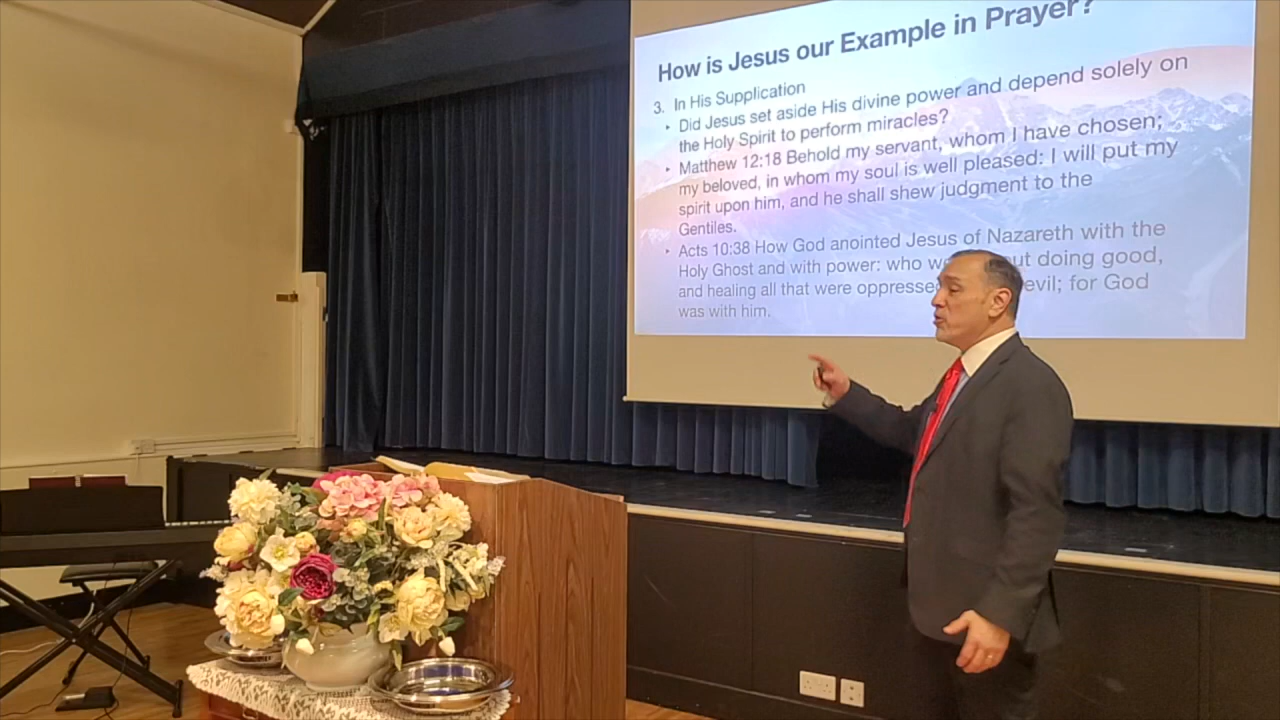 How is Jesus our Example in Prayer?
3. In His Supplication
‣ Did Jesus set aside His divine power and depend solely on
the Holy Spirit to perform miracles?
‣ Matthew 12:18 Behold my servant, whom I have chosen;
my beloved, in whom my soul is well pleased: I will put my
spirit upon him, and he shall shew judgment to the
Gentiles.
‣ Acts 10:38 How God anointed Jesus of Nazareth with the
Holy Ghost and with power: who doing good,
and healing all that were evil; for God
was with him.